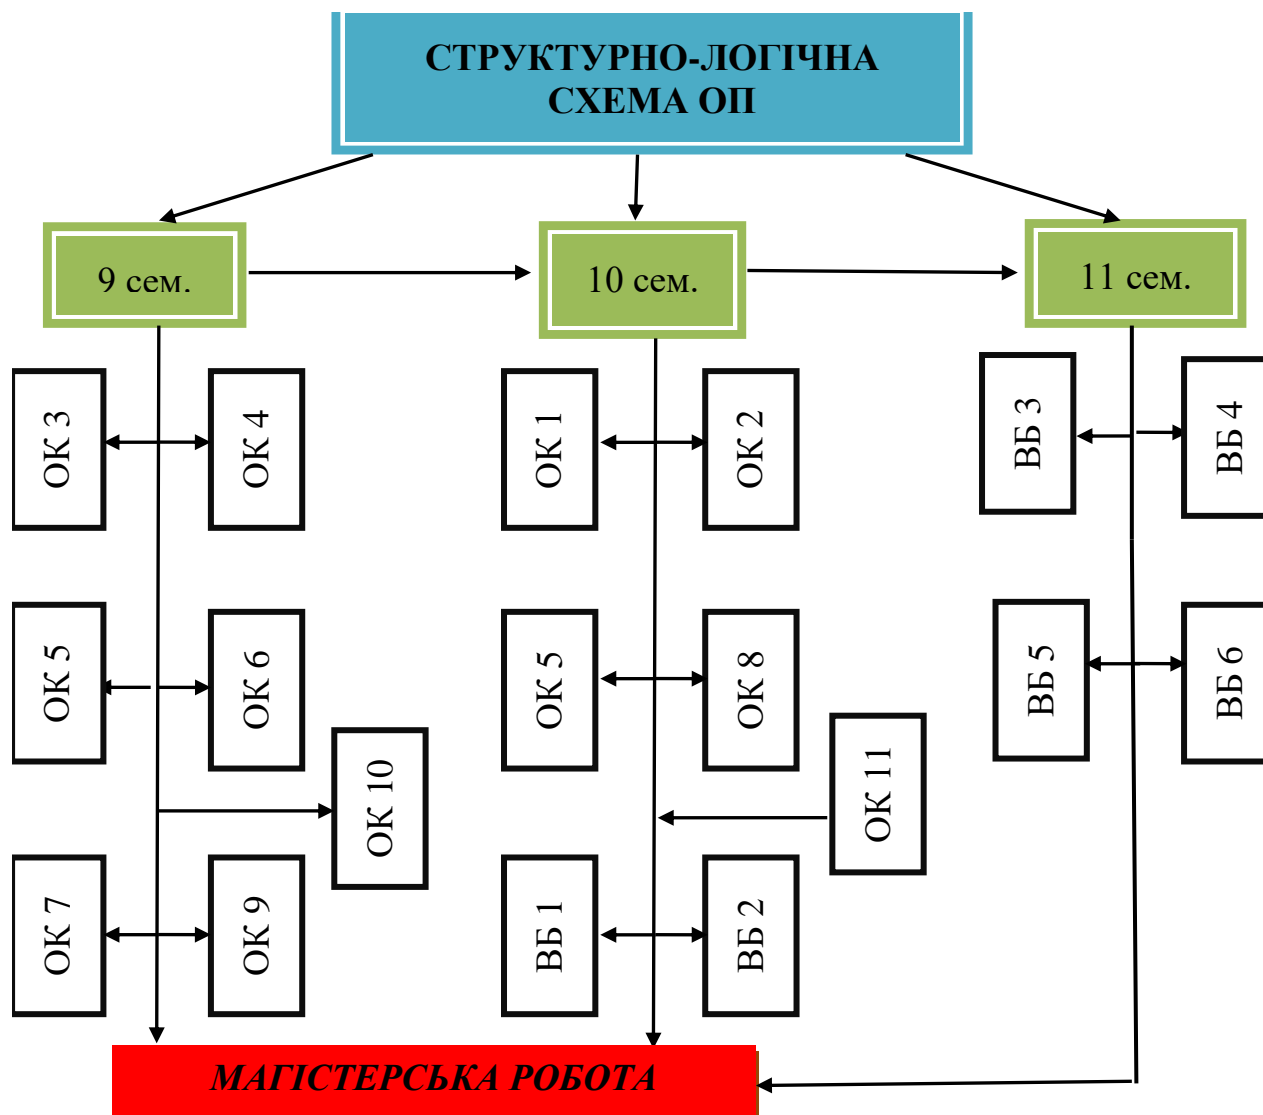 СТРУКТУРНО-ЛОГІЧНА
СХЕМА ОП
9 сем.
10 сем.
11 сем.
ОК 3
ОК 4
ОК 5
ОК 6
ОК 10
ОК 7
ОК 9
ОК 1
ОК 2
ОК 5
ОК 8
ОК 11
ВБ 1
ВБ 2
ВБ 3
ВБ 4
ВБ 5
ВБ 6
МАГІСТЕРСЬКА РОБОТА